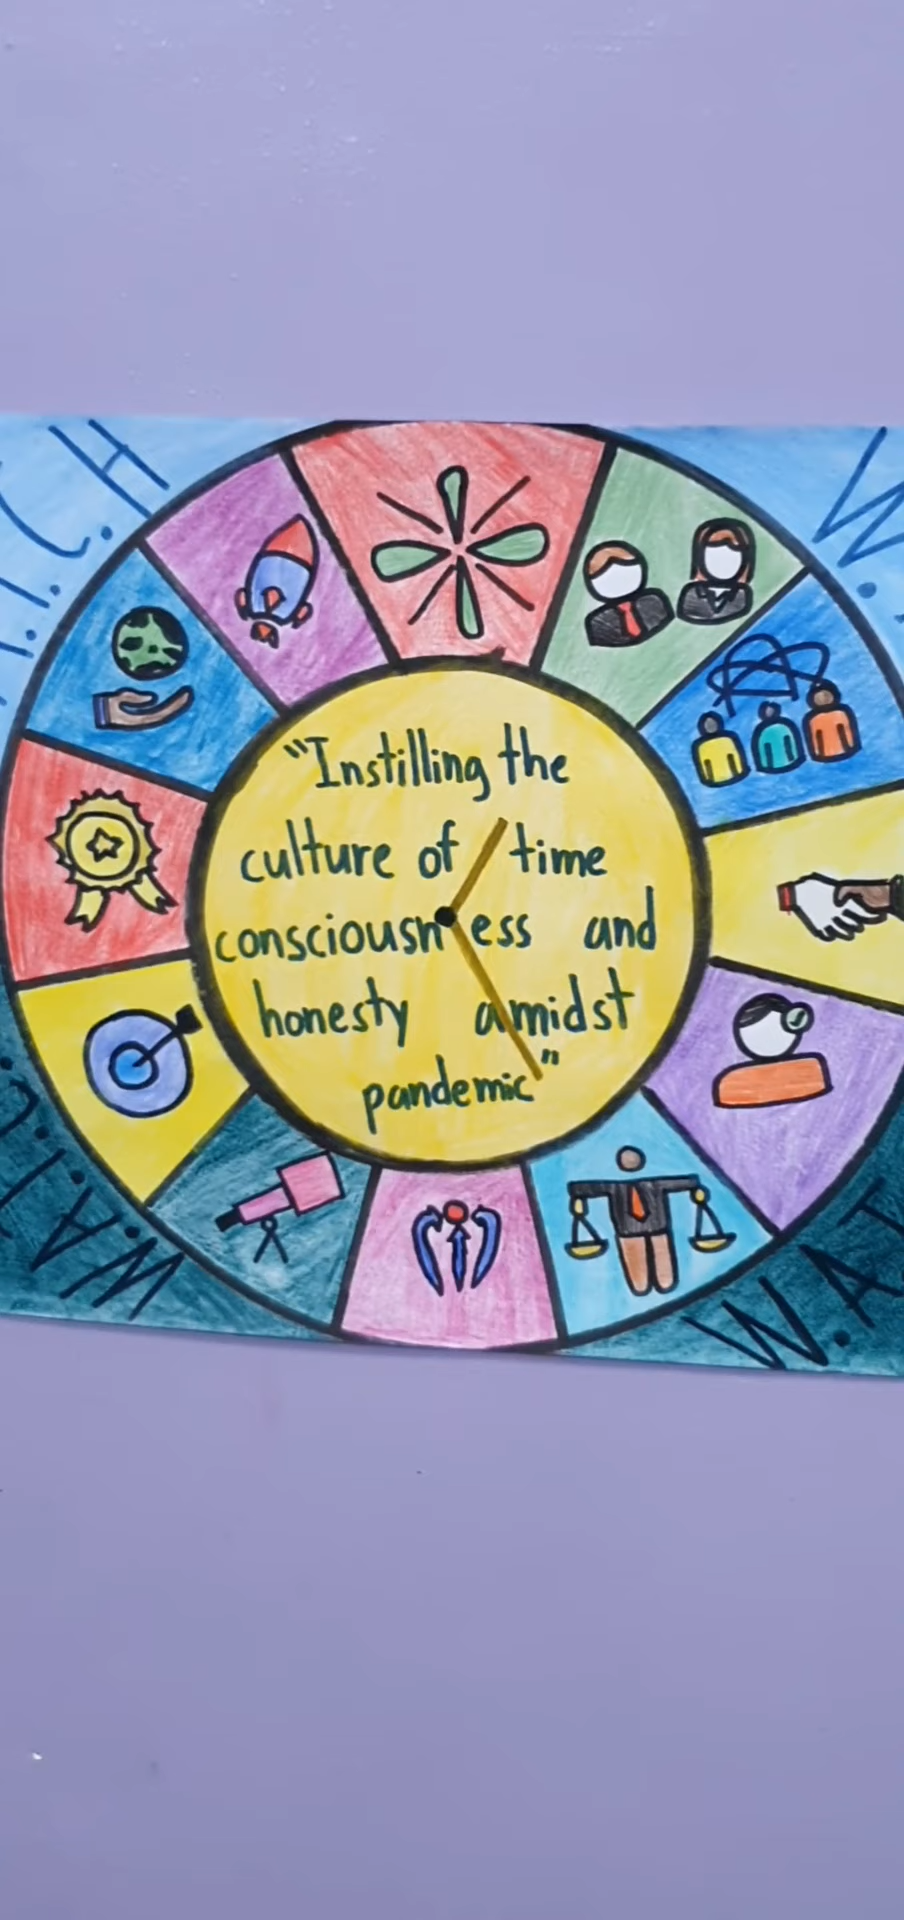 "Instilling the
culture of time
consciousness and
honesty amidst
pandemic"
T.C.H
W.
W.A.T.C.
W.A.T